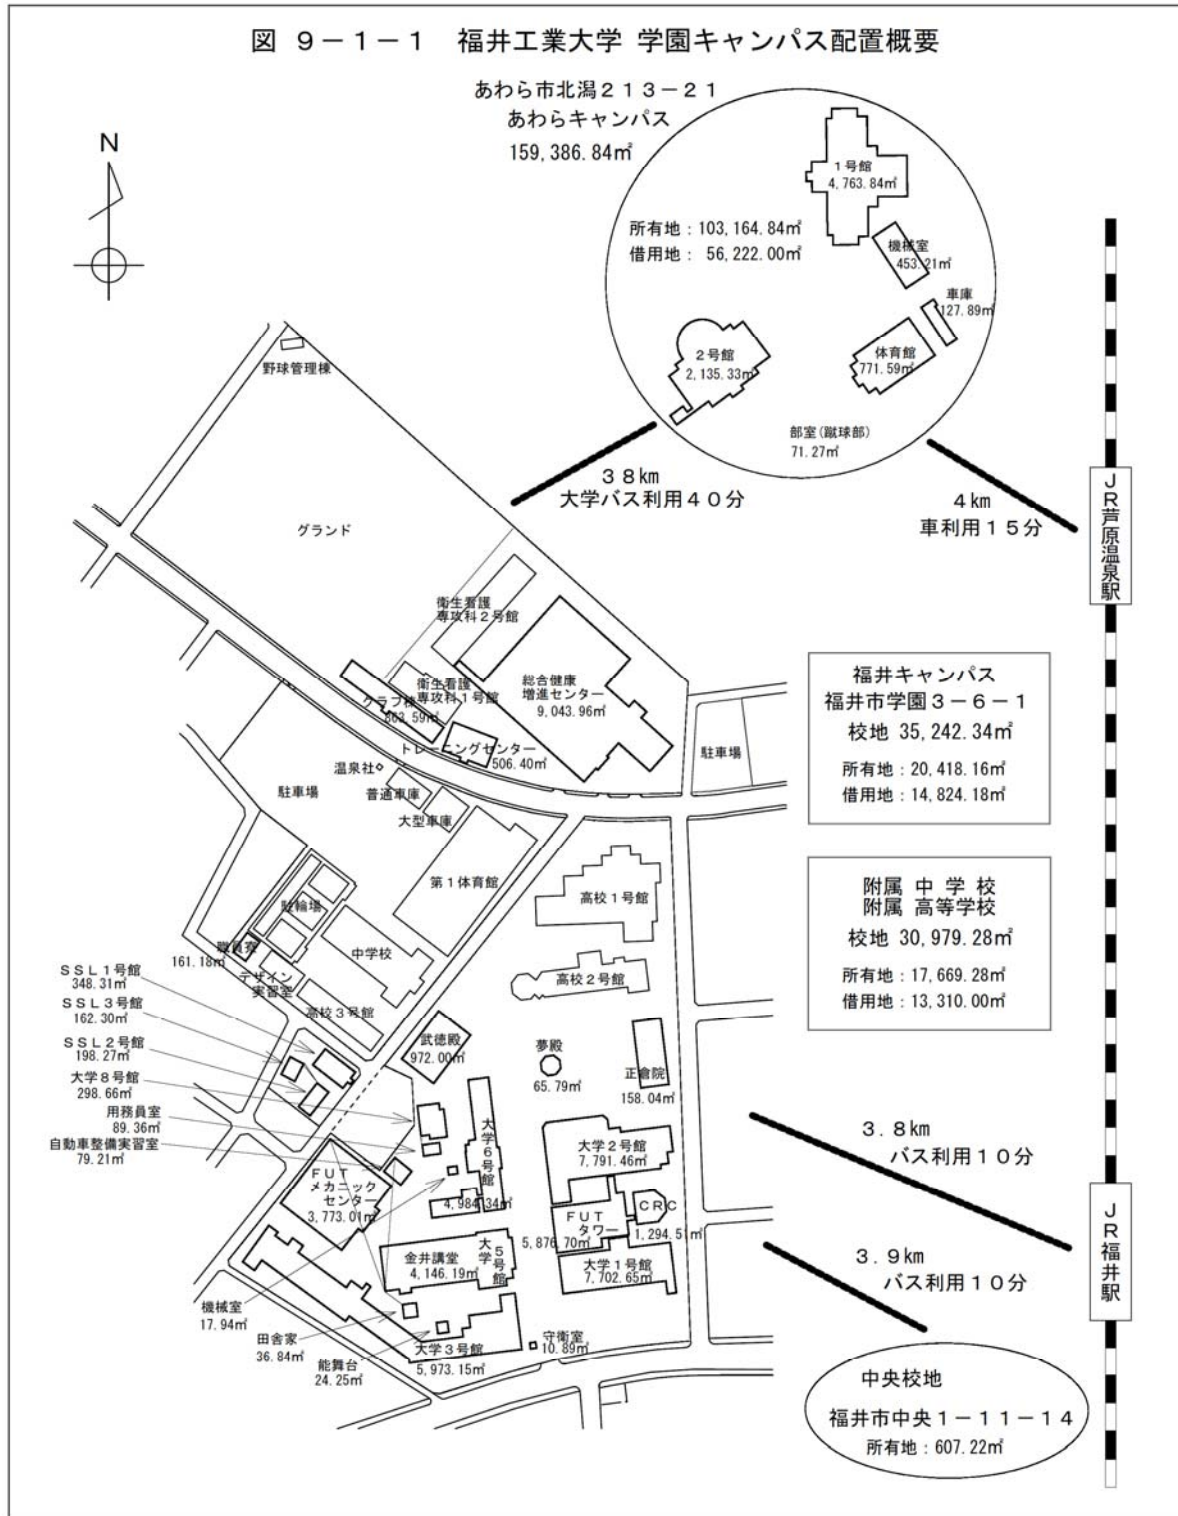 図 ９－１－１ 福井工業大学 学園キャンパス配置概要
あわら市北潟２１３－２１
あわらキャンパス
159,386.84㎡
N
１号館
4,763.84㎡
所有地：103,164.84㎡
借用地： 56,222.00㎡
機械室
453.21㎡
車庫
127.89㎡
体育館
771.59㎡
２号館
2,135.33㎡
部室(蹴球部)
71.27㎡
野球管理棟
３８㎞
大学バス利用４０分
４㎞
車利用１５分
ＪＲ芦原温泉駅
グランド
衛生看護
専攻科２号館
衛生看護
専攻科１号館
クラブ棟
863.59㎡
総合健康
増進センター
9,043.96㎡
トレーニングセンター
506.40㎡
駐車場
温泉社
普通車庫
大型車庫
駐車場
福井キャンパス
福井市学園３－６－１
校地 35,242.34㎡
所有地：20,418.16㎡
借用地：14,824.18㎡
第１体育館
高校１号館
駐輪場
附属 中 学 校
附属 高等学校
校地 30,979.28㎡
所有地：17,669.28㎡
借用地：13,310.00㎡
職員寮
161.18㎡
中学校
デザイン
実習室
高校２号館
高校３号館
ＳＳＬ１号館
348.31㎡
ＳＳＬ３号館
162.30㎡
ＳＳＬ２号館
198.27㎡
大学８号館
298.66㎡
用務員室
89.36㎡
自動車整備実習室
79.21㎡
武徳殿
972.00㎡
夢殿
65.79㎡
正倉院
158.04㎡
大学６号館
4,984.34㎡
大学２号館
7,791.46㎡
３.８㎞
バス利用１０分
ＦＵＴ
メカニック
センター
3,773.01㎡
ＦＵＴ
タワー
5,876.70㎡
ＣＲＣ
1,294.51㎡
金井講堂
4,146.19㎡
大学５号館
大学１号館
7,702.65㎡
３.９㎞
バス利用１０分
ＪＲ福井駅
機械室
17.94㎡
田舎家
36.84㎡
能舞台
24.25㎡
大学３号館
5,973.15㎡
守衛室
10.89㎡
中央校地
福井市中央１－１１－１４
所有地：607.22㎡